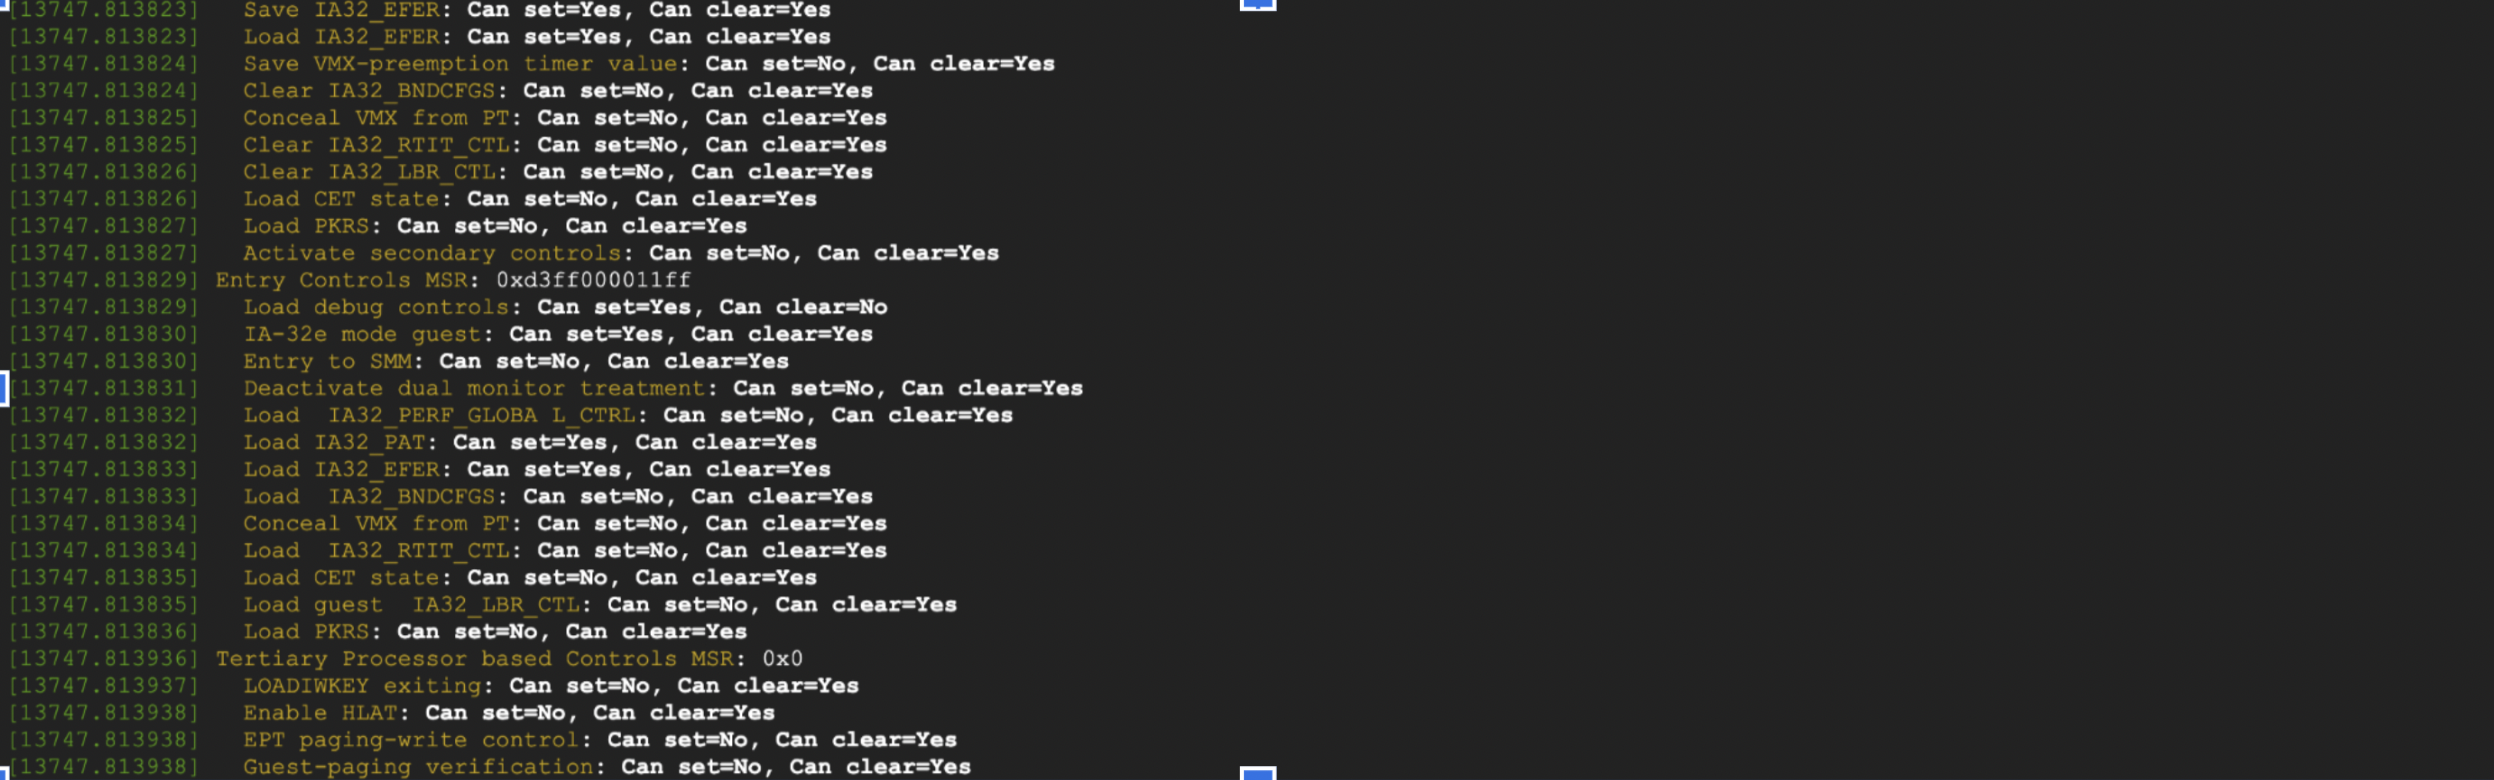 [13747.813823]   Save IA32_EFER: Can set=Yes, Can clear=Yes
[13747.813823]   Load IA32_EFER: Can set=Yes, Can clear=Yes
[13747.813824]   Save VMX-preemption timer value: Can set=No, Can clear=Yes
[13747.813824]   Clear IA32_BNDCFGS: Can set=No, Can clear=Yes
[13747.813825]   Conceal VMX from PT: Can set=No, Can clear=Yes
[13747.813825]   Clear IA32_RTIT_CTL: Can set=No, Can clear=Yes
[13747.813826]   Clear IA32_LBR_CTL: Can set=No, Can clear=Yes
[13747.813826]   Load CET state: Can set=No, Can clear=Yes
[13747.813827]   Load PKRS: Can set=No, Can clear=Yes
[13747.813827]   Activate secondary controls: Can set=No, Can clear=Yes
[13747.813829] Entry Controls MSR: 0xd3ff000011ff
[13747.813829]   Load debug controls: Can set=Yes, Can clear=No
[13747.813830]   IA-32e mode guest: Can set=Yes, Can clear=Yes
[13747.813830]   Entry to SMM: Can set=No, Can clear=Yes
[13747.813831]   Deactivate dual monitor treatment: Can set=No, Can clear=Yes
[13747.813832]   Load  IA32_PERF_GLOBA L_CTRL: Can set=No, Can clear=Yes
[13747.813832]   Load IA32_PAT: Can set=Yes, Can clear=Yes
[13747.813833]   Load IA32_EFER: Can set=Yes, Can clear=Yes
[13747.813833]   Load  IA32_BNDCFGS: Can set=No, Can clear=Yes
[13747.813834]   Conceal VMX from PT: Can set=No, Can clear=Yes
[13747.813834]   Load  IA32_RTIT_CTL: Can set=No, Can clear=Yes
[13747.813835]   Load CET state: Can set=No, Can clear=Yes
[13747.813835]   Load guest  IA32_LBR_CTL: Can set=No, Can clear=Yes
[13747.813836]   Load PKRS: Can set=No, Can clear=Yes
[13747.813936] Tertiary Processor based Controls MSR: 0x0
[13747.813937]   LOADIWKEY exiting: Can set=No, Can clear=Yes
[13747.813938]   Enable HLAT: Can set=No, Can clear=Yes
[13747.813938]   EPT paging-write control: Can set=No, Can clear=Yes
[13747.813938]   Guest-paging verification: Can set=No, Can clear=Yes